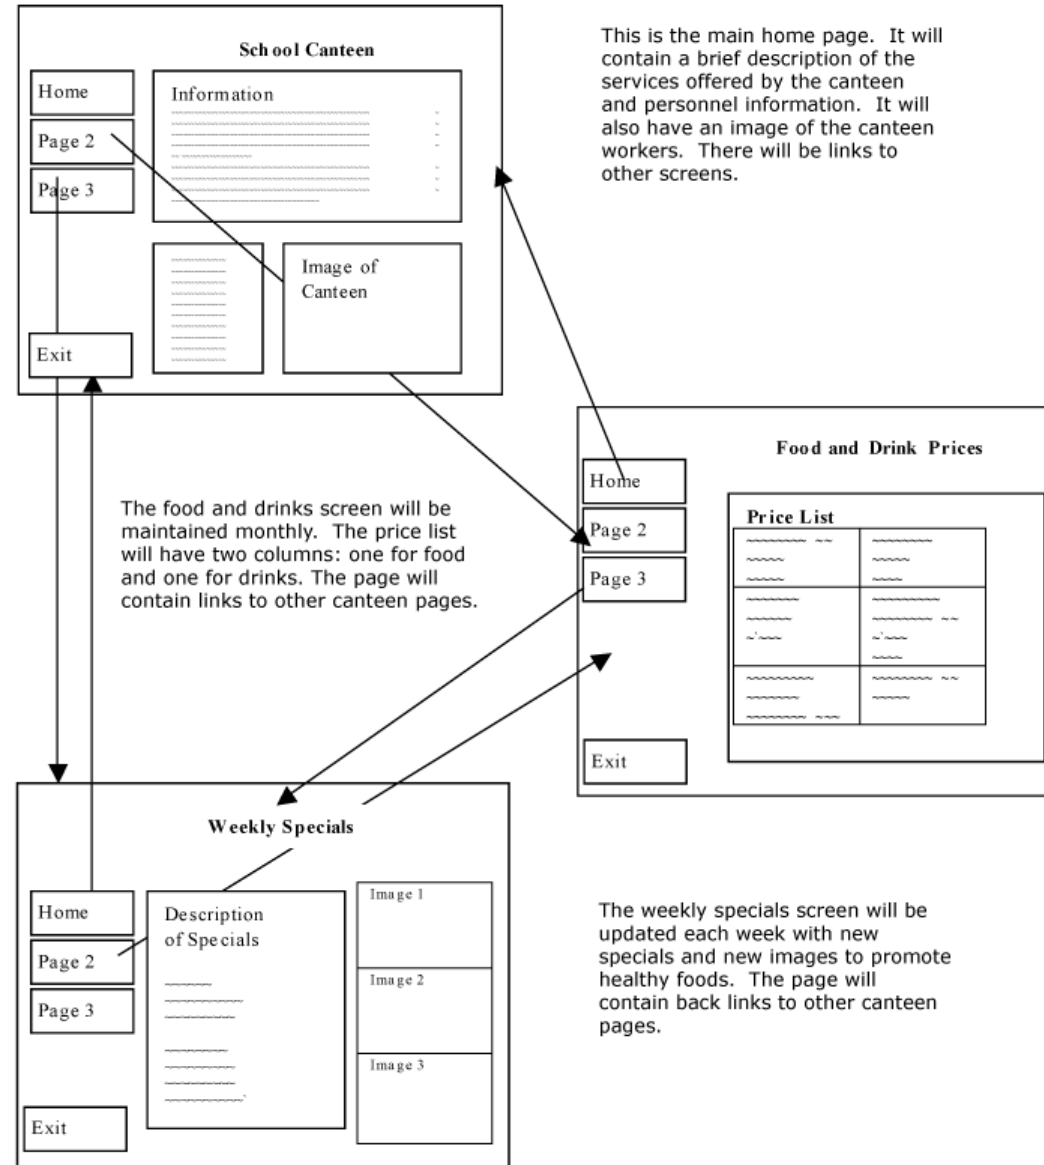 School Canteen
Home
Page 2
Page 3
Information
Image of
Canteen
Exit
This is the main home page. It will
contain a brief description of the
services offered by the canteen
and personnel information. It will
also have an image of the canteen
workers. There will be links to
other screens.
The food and drinks screen will be
maintained monthly. The price list
will have two columns: one for food
and one for drinks. The page will
contain links to other canteen pages.
Food and Drink Prices
Home
Page 2
Page 3
Price List
Exit
Weekly Specials
Home
Page 2
Page 3
Description
of Specials
Image 1
Image 2
Image 3
Exit
The weekly specials screen will be
updated each week with new
specials and new images to promote
healthy foods. The page will
contain back links to other canteen
pages.